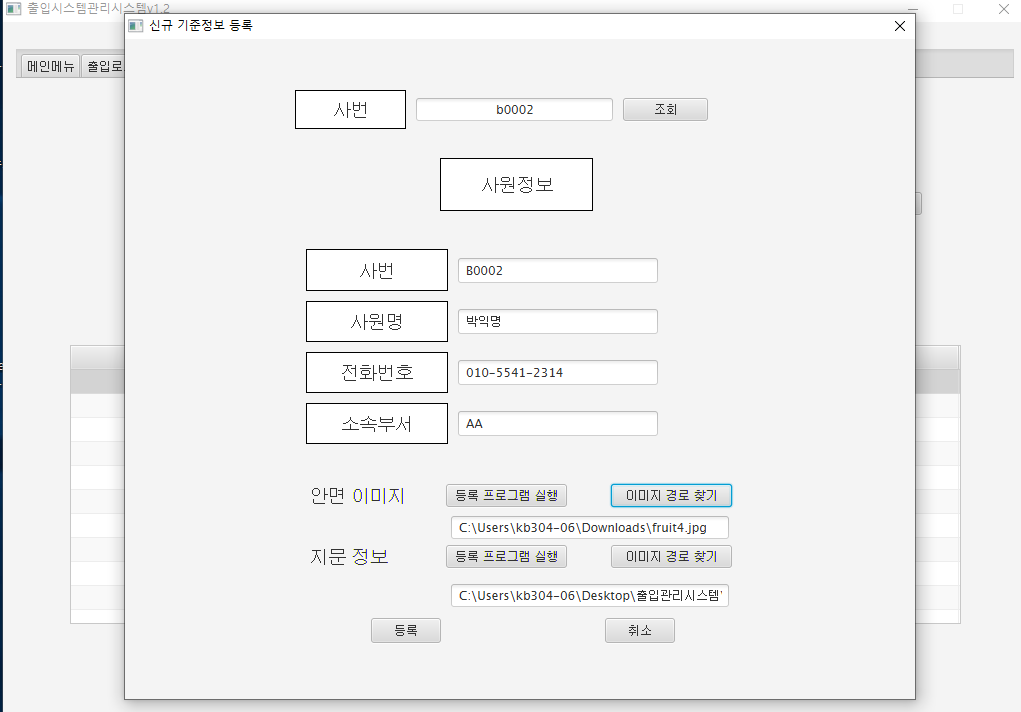 출입시스템관리시스템v1.2
신규 기준정보 등록
메인메뉴 출입로
사번 b0002 조회
사원정보
사번 B0002
사원명 박익명
전화번호 010-5541-2314
소속부서 AA
안면 이미지 등록 프로그램 실행 이미지 경로 찾기
C:\Users\kb304-06\Downloads\fruit4.jpg
지문 정보 등록 프로그램 실행 이미지 경로 찾기
C:\Users\kb304-06\Desktop\출입관리시스템
등록 취소